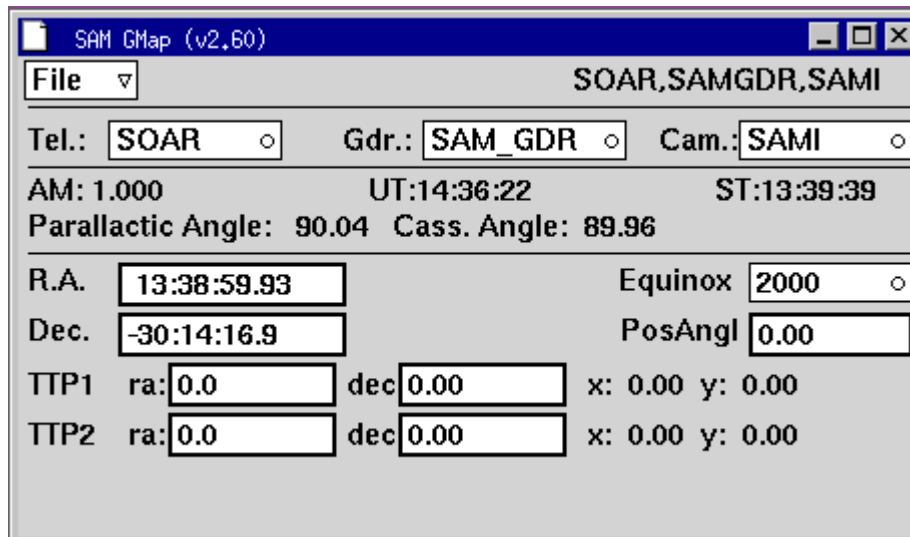 SAM GMap (v2.60)
File SOAR,SAMGDR,SAMI
Tel.: SOAR Gdr.: SAM_GDR Cam.: SAMI
AM: 1.000 UT:14:36:22 ST:13:39:39
Parallactic Angle: 90.04 Cass. Angle: 89.96
R.A. 13:38:59.93 Equinox 2000
Dec. -30:14:16.9 PosAngl 0.00
TTP1 ra: 0.0 dec 0.00 x: 0.00 y: 0.00
TTP2 ra: 0.0 dec 0.00 x: 0.00 y: 0.00